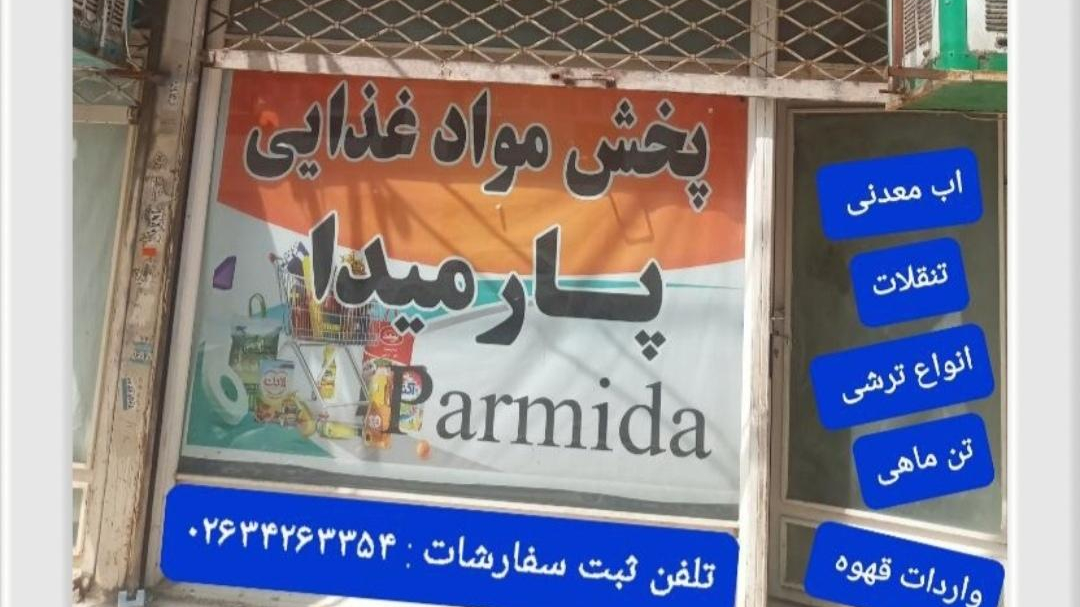 پخش مواد غذایی
پارمیدا
Parmida
تلفن ثبت سفارشات : ۰۲۶۳۴۲۶۳۳۵۴
اب معدنی
تنقلات
انواع ترشی
تن ماهی
واردات قهوه